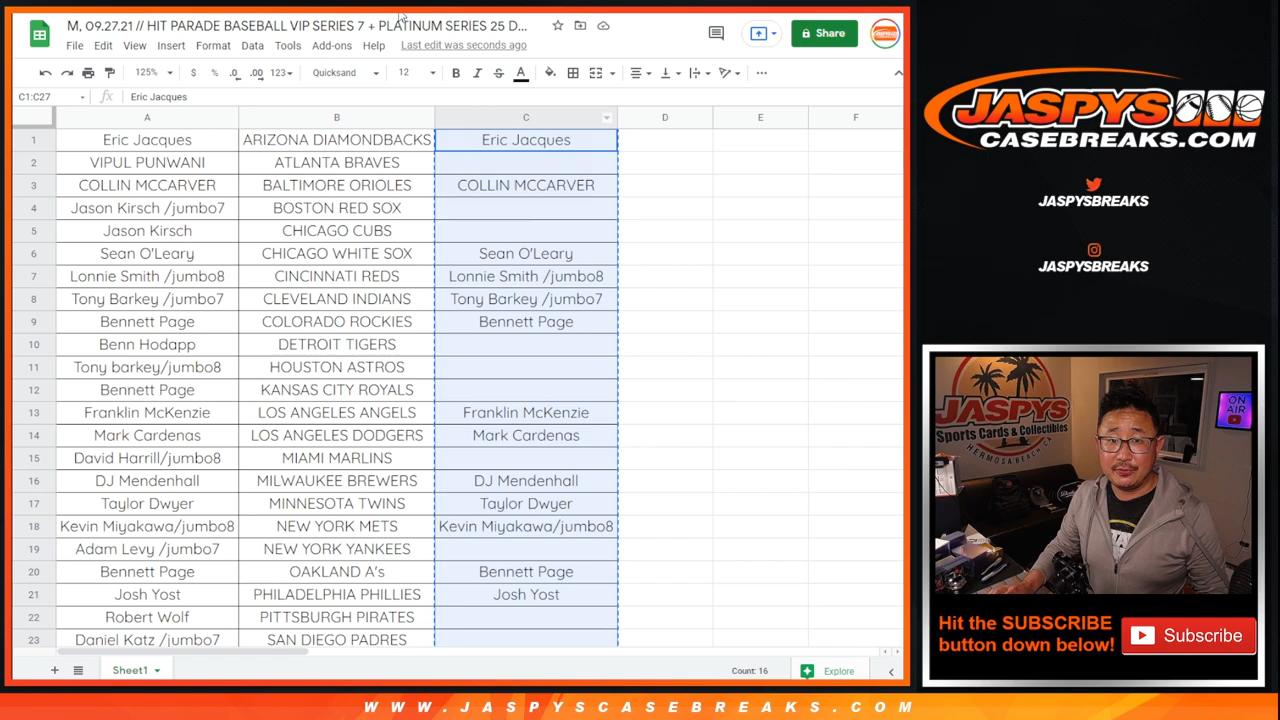 M, 09.27.21 // HIT PARADE BASEBALL VIP SERIES 7 + PLATINUM SERIES 25 D...
File Edit View Insert Format Data Tools Add-ons Help Last edit was seconds ago
Share
125% $ % .0 .00 123 Quicksand 12 B I S A
C1:C27 fx Eric Jacques
A B C D E F
1 Eric Jacques ARIZONA DIAMONDBACKS Eric Jacques
2 VIPUL PUNWANI ATLANTA BRAVES
3 COLLIN MCCARVER BALTIMORE ORIOLES COLLIN MCCARVER
4 Jason Kirsch /jumbo7 BOSTON RED SOX
5 Jason Kirsch CHICAGO CUBS
6 Sean O'Leary CHICAGO WHITE SOX Sean O'Leary
7 Lonnie Smith /jumbo8 CINCINNATI REDS Lonnie Smith /jumbo8
8 Tony Barkey /jumbo7 CLEVELAND INDIANS Tony Barkey /jumbo7
9 Bennett Page COLORADO ROCKIES Bennett Page
10 Benn Hodapp DETROIT TIGERS
11 Tony barkey/jumbo8 HOUSTON ASTROS
12 Bennett Page KANSAS CITY ROYALS
13 Franklin McKenzie LOS ANGELES ANGELS Franklin McKenzie
14 Mark Cardenas LOS ANGELES DODGERS Mark Cardenas
15 David Harrill/jumbo8 MIAMI MARLINS
16 DJ Mendenhall MILWAUKEE BREWERS DJ Mendenhall
17 Taylor Dwyer MINNESOTA TWINS Taylor Dwyer
18 Kevin Miyakawa/jumbo8 NEW YORK METS Kevin Miyakawa/jumbo8
19 Adam Levy /jumbo7 NEW YORK YANKEES
20 Bennett Page OAKLAND A's Bennett Page
21 Josh Yost PHILADELPHIA PHILLIES Josh Yost
22 Robert Wolf PITTSBURGH PIRATES
23 Daniel Katz /jumbo7 SAN DIEGO PADRES
Sheet1 Count: 16 Explore
JASPYS
CASEBREAKS.COM
JASPYSBREAKS
JASPYSBREAKS
JASPYS
Sports Cards & Collectibles
HERMOSA BEACH, CA
ON AIR
Hit the SUBSCRIBE
button down below!
Subscribe
WWW.JASPYSCASEBREAKS.COM